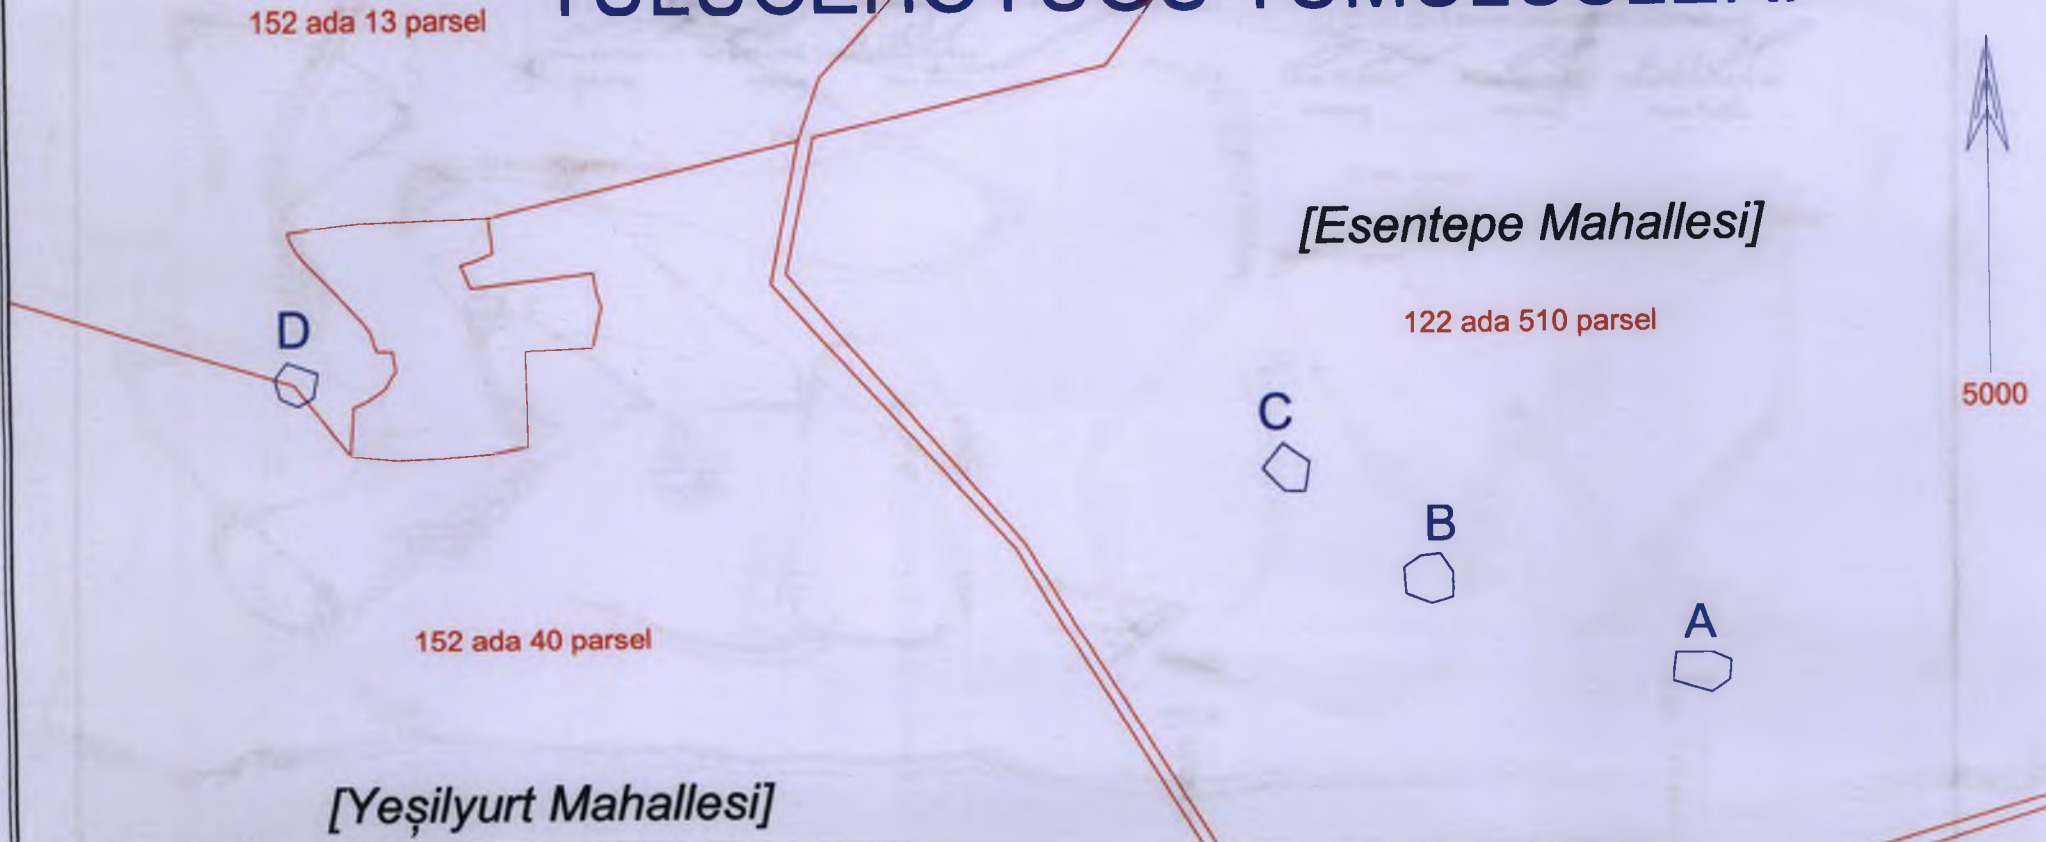 152 ada 13 parsel
[Esentepe Mahallesi]
122 ada 510 parsel
D
C
5000
B
A
152 ada 40 parsel
[Yeşilyurt Mahallesi]